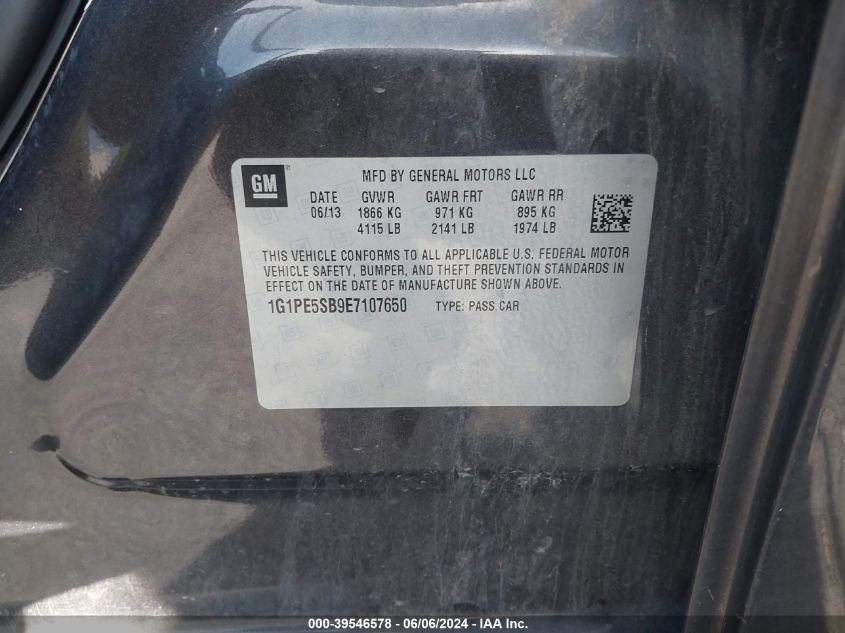 GM
MFD BY GENERAL MOTORS LLC
DATE GVWR GAWR FRT GAWR RR
06/13 1866 KG 971 KG 895 KG
4115 LB 2141 LB 1974 LB
THIS VEHICLE CONFORMS TO ALL APPLICABLE U.S. FEDERAL MOTOR
VEHICLE SAFETY, BUMPER, AND THEFT PREVENTION STANDARDS IN
EFFECT ON THE DATE OF MANUFACTURE SHOWN ABOVE.
1G1PE5SB9E7107650 TYPE: PASS CAR
000-39546578 - 06/06/2024 - IAA Inc.